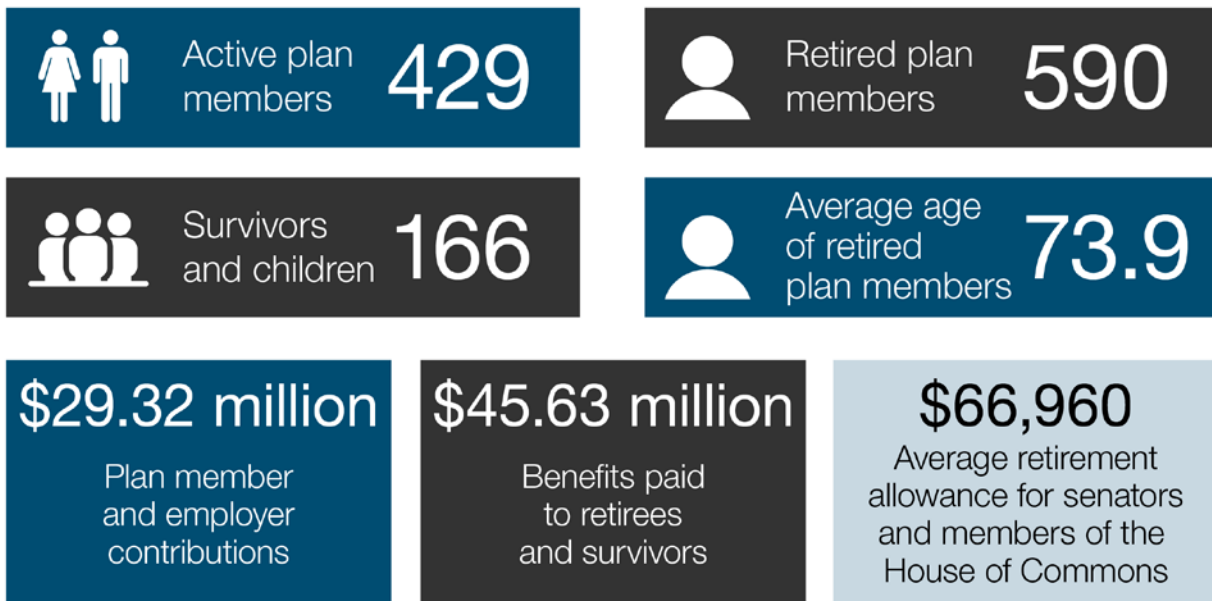 Active plan
members
429
Retired plan
members
590
Survivors
and children
166
Average age
of retired
plan members
73.9
$29.32 million
Plan member
and employer
contributions
$45.63 million
Benefits paid
to retirees
and survivors
$66,960
Average retirement
allowance for senators
and members of the
House of Commons